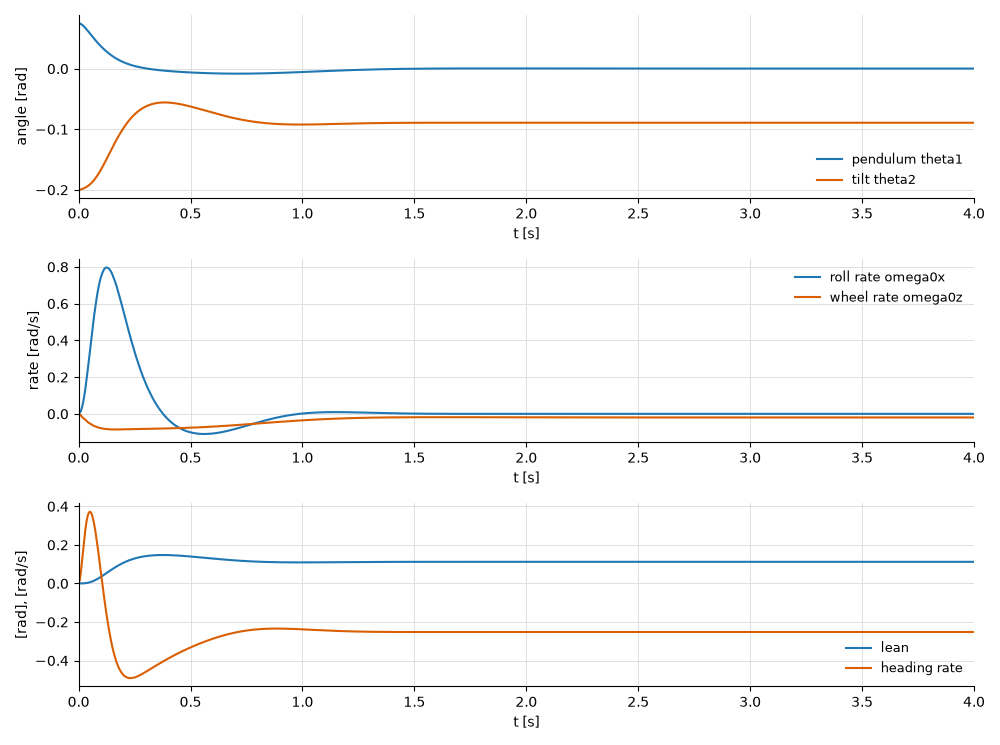 0.0
−0.1
−0.2
angle [rad]
pendulum theta1
tilt theta2
0.0 0.5 1.0 1.5 2.0 2.5 3.0 3.5 4.0
t [s]
0.8
0.6
0.4
0.2
0.0
rate [rad/s]
roll rate omega0x
wheel rate omega0z
0.0 0.5 1.0 1.5 2.0 2.5 3.0 3.5 4.0
t [s]
0.4
0.2
0.0
−0.2
−0.4
[rad], [rad/s]
lean
heading rate
0.0 0.5 1.0 1.5 2.0 2.5 3.0 3.5 4.0
t [s]